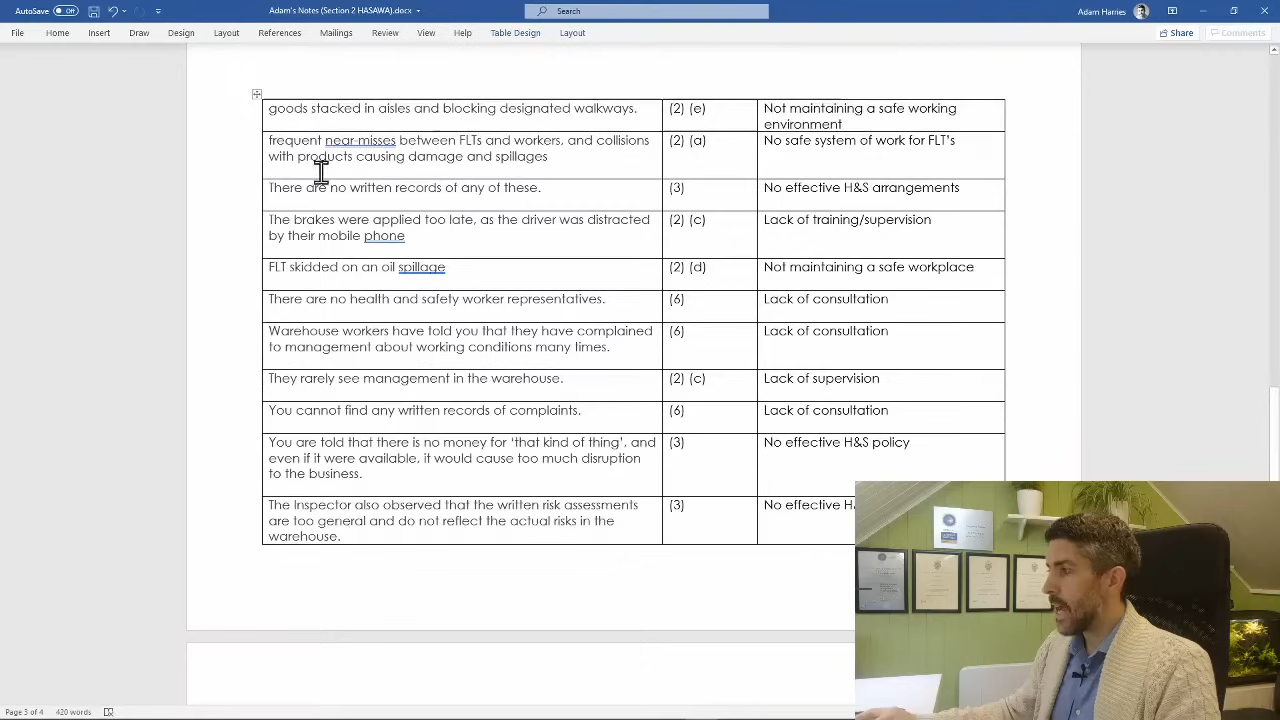 AutoSave Off
Adam's Notes (Section 2 HASAWA).docx
Search
Adam Harries
File Home Insert Draw Design Layout References Mailings Review View Help Table Design Layout
Share Comments
goods stacked in aisles and blocking designated walkways. (2) (e) Not maintaining a safe working
environment
frequent near-misses between FLTs and workers, and collisions (2) (a) No safe system of work for FLT's
with products causing damage and spillages
There are no written records of any of these. (3) No effective H&S arrangements
The brakes were applied too late, as the driver was distracted (2) (c) Lack of training/supervision
by their mobile phone
FLT skidded on an oil spillage (2) (d) Not maintaining a safe workplace
There are no health and safety worker representatives. (6) Lack of consultation
Warehouse workers have told you that they have complained (6) Lack of consultation
to management about working conditions many times.
They rarely see management in the warehouse. (2) (c) Lack of supervision
You cannot find any written records of complaints. (6) Lack of consultation
You are told that there is no money for 'that kind of thing', and (3) No effective H&S policy
even if it were available, it would cause too much disruption
to the business.
The Inspector also observed that the written risk assessments (3) No effective H
are too general and do not reflect the actual risks in the
warehouse.
Page 3 of 4 420 words